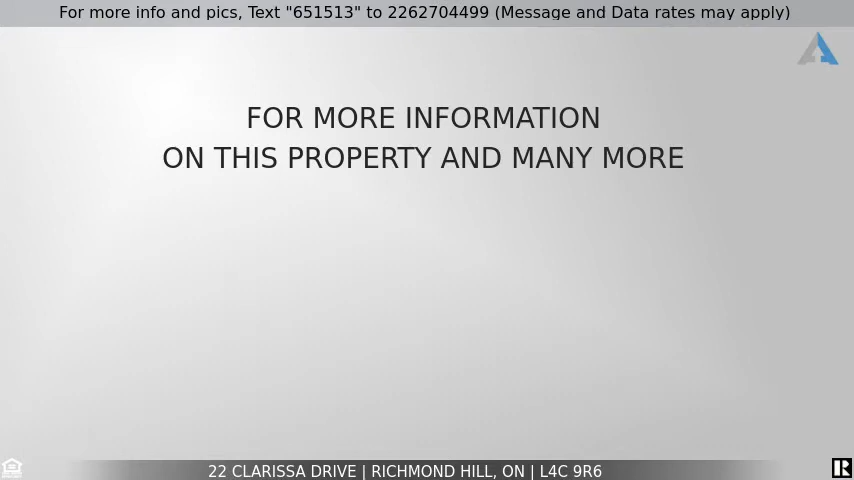 For more info and pics, Text "651513" to 2262704499 (Message and Data rates may apply)
FOR MORE INFORMATION
ON THIS PROPERTY AND MANY MORE
22 CLARISSA DRIVE | RICHMOND HILL, ON | L4C 9R6